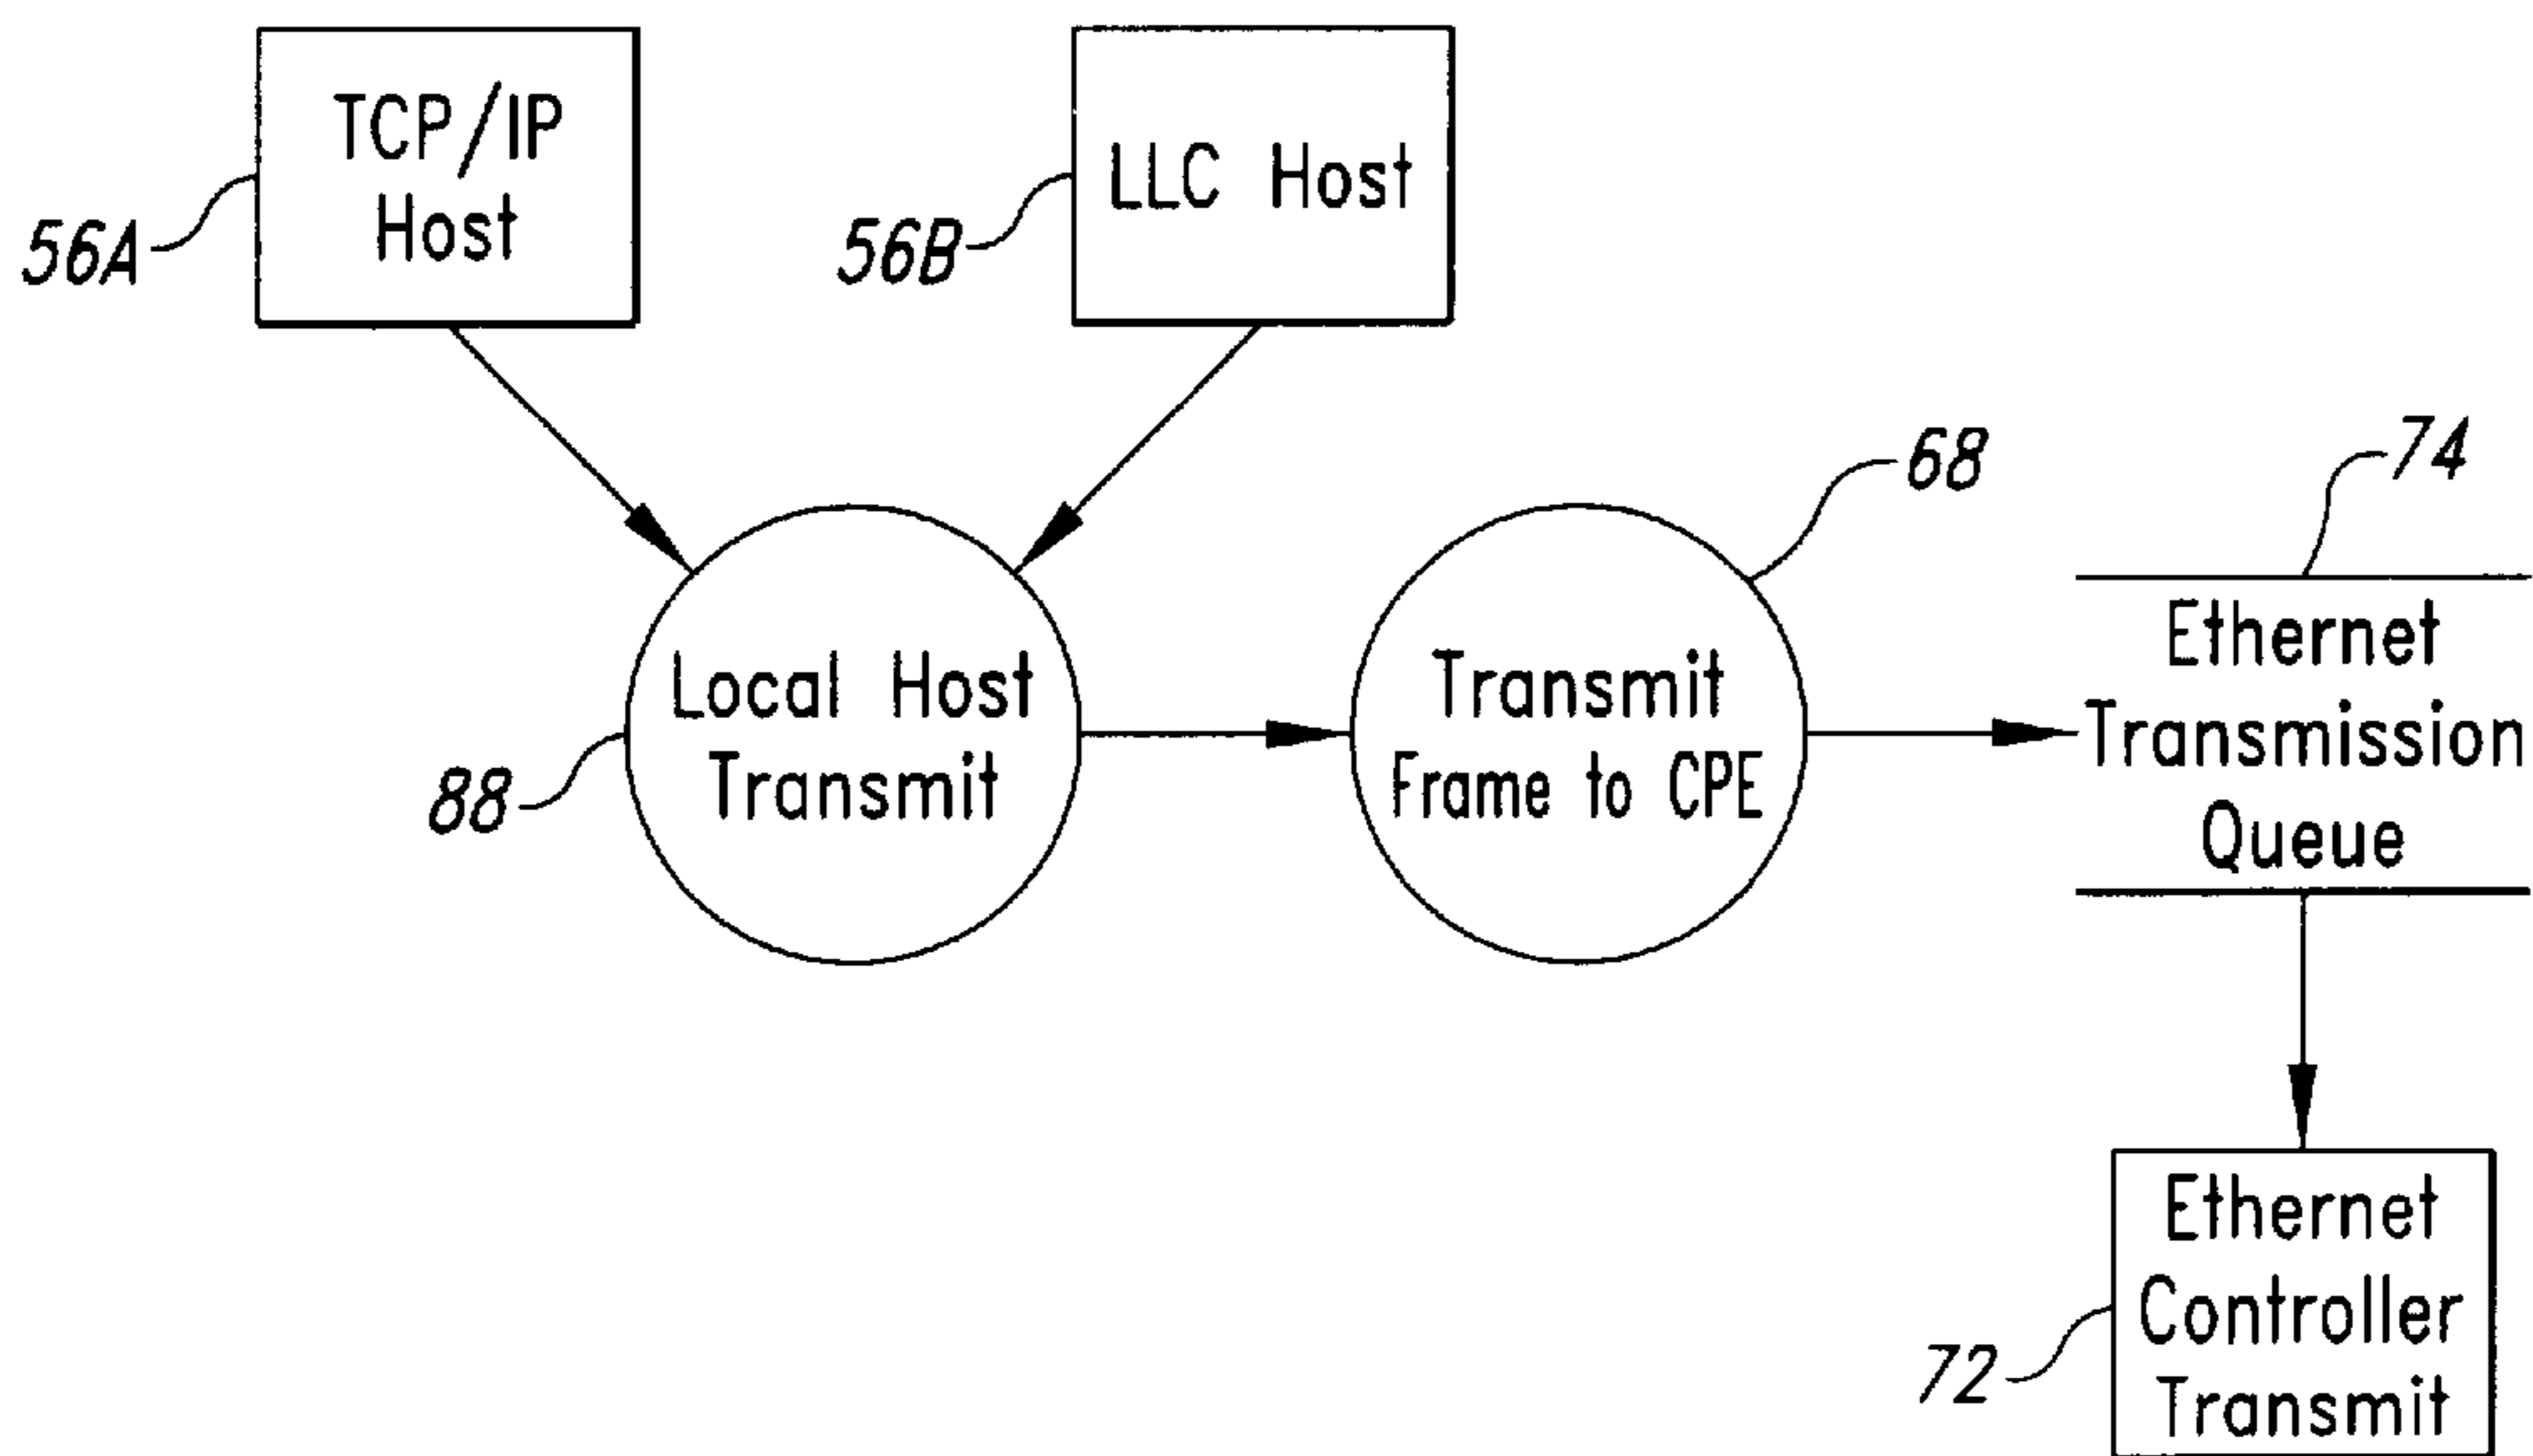 TCP/IP
Host
56A
LLC Host
56B
68
74
Local Host
Transmit
88
Transmit
Frame to CPE
Ethernet
Transmission
Queue
Ethernet
Controller
Transmit
72